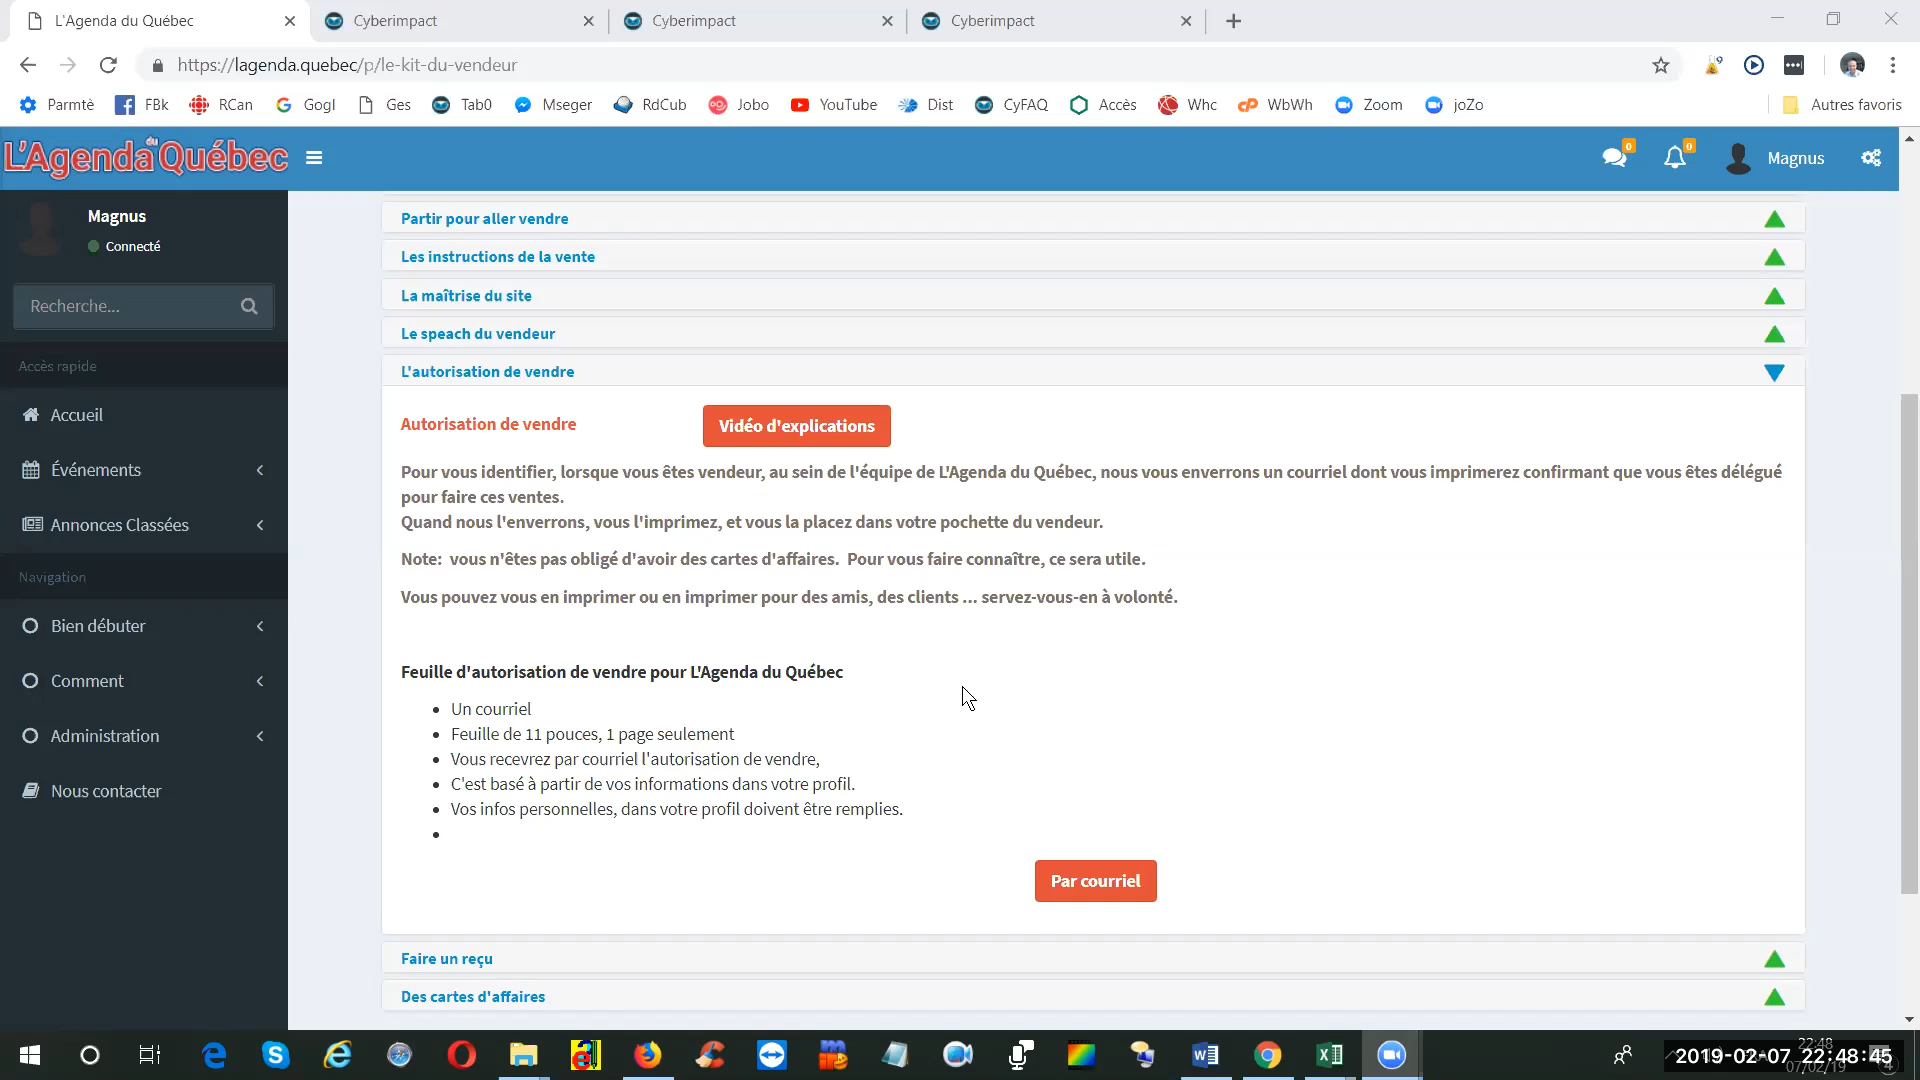 L'Agenda du Québec
Cyberimpact
Cyberimpact
Cyberimpact
https://lagenda.quebec/p/le-kit-du-vendeur
Parmtè FBk RCan Gogl Ges Tab0 Mseger RdCub Jobo YouTube Dist CyFAQ Accès Whc WbWh Zoom joZo Autres favoris
L'Agenda du Québec
0
0
Magnus
Magnus
Connecté
Recherche...
Accès rapide
Accueil
Événements
Annonces Classées
Navigation
Bien débuter
Comment
Administration
Nous contacter
Partir pour aller vendre
Les instructions de la vente
La maîtrise du site
Le speach du vendeur
L'autorisation de vendre
Autorisation de vendre
Vidéo d'explications
Pour vous identifier, lorsque vous êtes vendeur, au sein de l'équipe de L'Agenda du Québec, nous vous enverrons un courriel dont vous imprimerez confirmant que vous êtes délégué
pour faire ces ventes.
Quand nous l'enverrons, vous l'imprimez, et vous la placez dans votre pochette du vendeur.
Note: vous n'êtes pas obligé d'avoir des cartes d'affaires. Pour vous faire connaître, ce sera utile.
Vous pouvez vous en imprimer ou en imprimer pour des amis, des clients ... servez-vous-en à volonté.
Feuille d'autorisation de vendre pour L'Agenda du Québec
Un courriel
Feuille de 11 pouces, 1 page seulement
Vous recevrez par courriel l'autorisation de vendre,
C'est basé à partir de vos informations dans votre profil.
Vos infos personnelles, dans votre profil doivent être remplies.
Par courriel
Faire un reçu
Des cartes d'affaires
22:48
2019-02-07 22:48:45
07/02/19